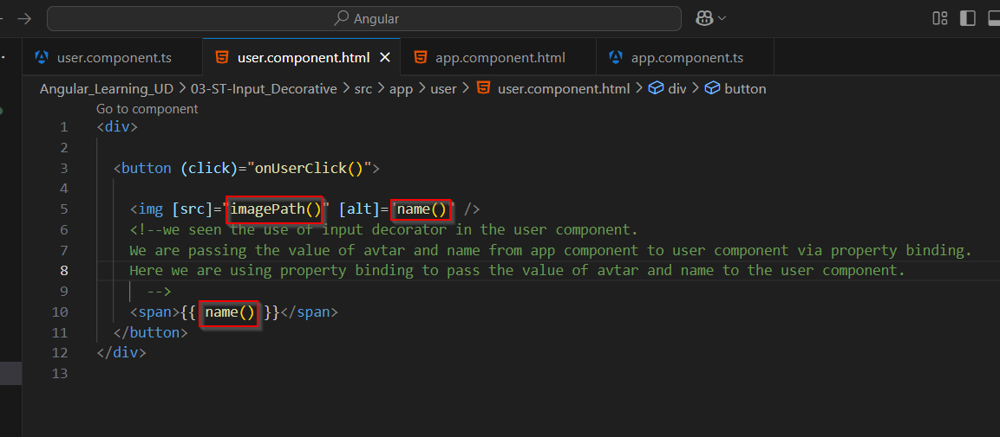 Angular
user.component.ts
user.component.html
app.component.html
app.component.ts
Angular_Learning_UD > 03-ST-Input_Decorative > src > app > user > user.component.html > div > button
Go to component
1 <div>
2
3 <button (click)="onUserClick()">
4
5 <img [src]="imagePath()" [alt]="name()" />
6 <!--we seen the use of input decorator in the user component.
7 We are passing the value of avtar and name from app component to user component via property binding.
8 Here we are using property binding to pass the value of avtar and name to the user component.
9 -->
10 <span>{{ name() }}</span>
11 </button>
12 </div>
13